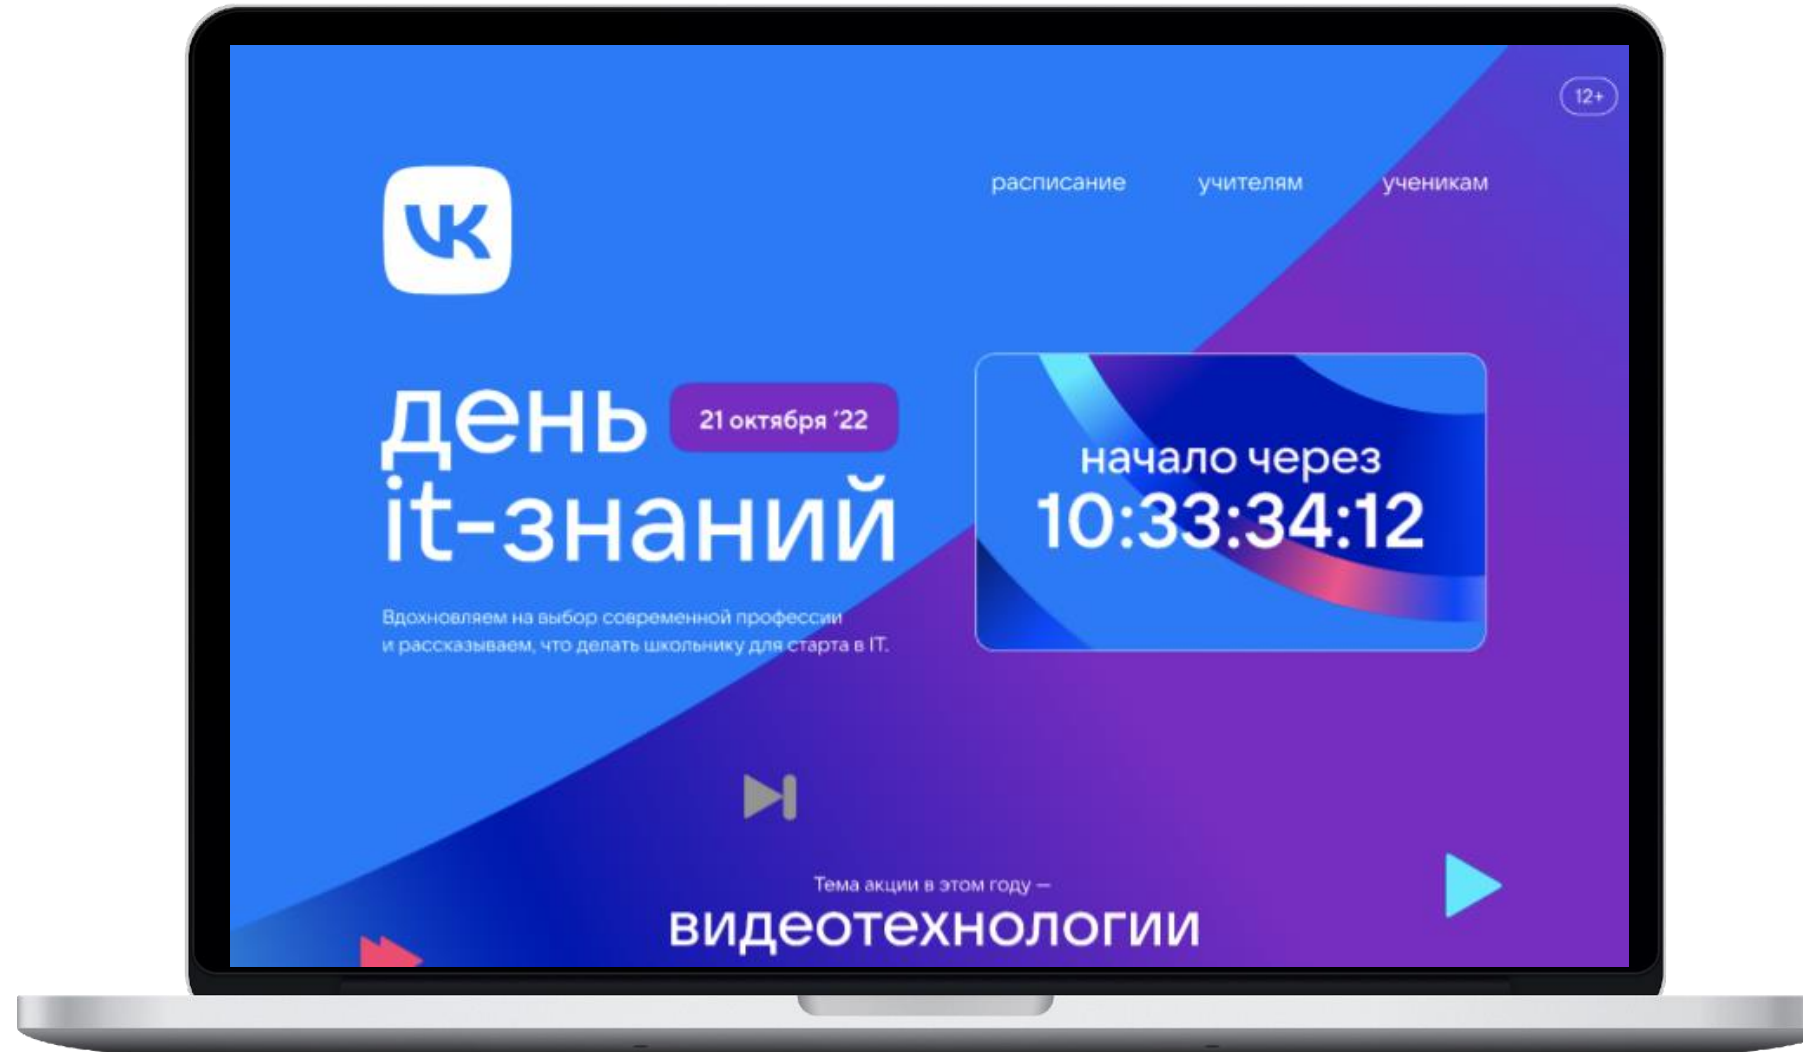 12+
расписание учителям ученикам
VK
день 21 октября ‘22
it-знаний
Вдохновляем на выбор современной профессии
и рассказываем, что делать школьнику для старта в IT.
начало через
10:33:34:12
Тема акции в этом году —
видеотехнологии